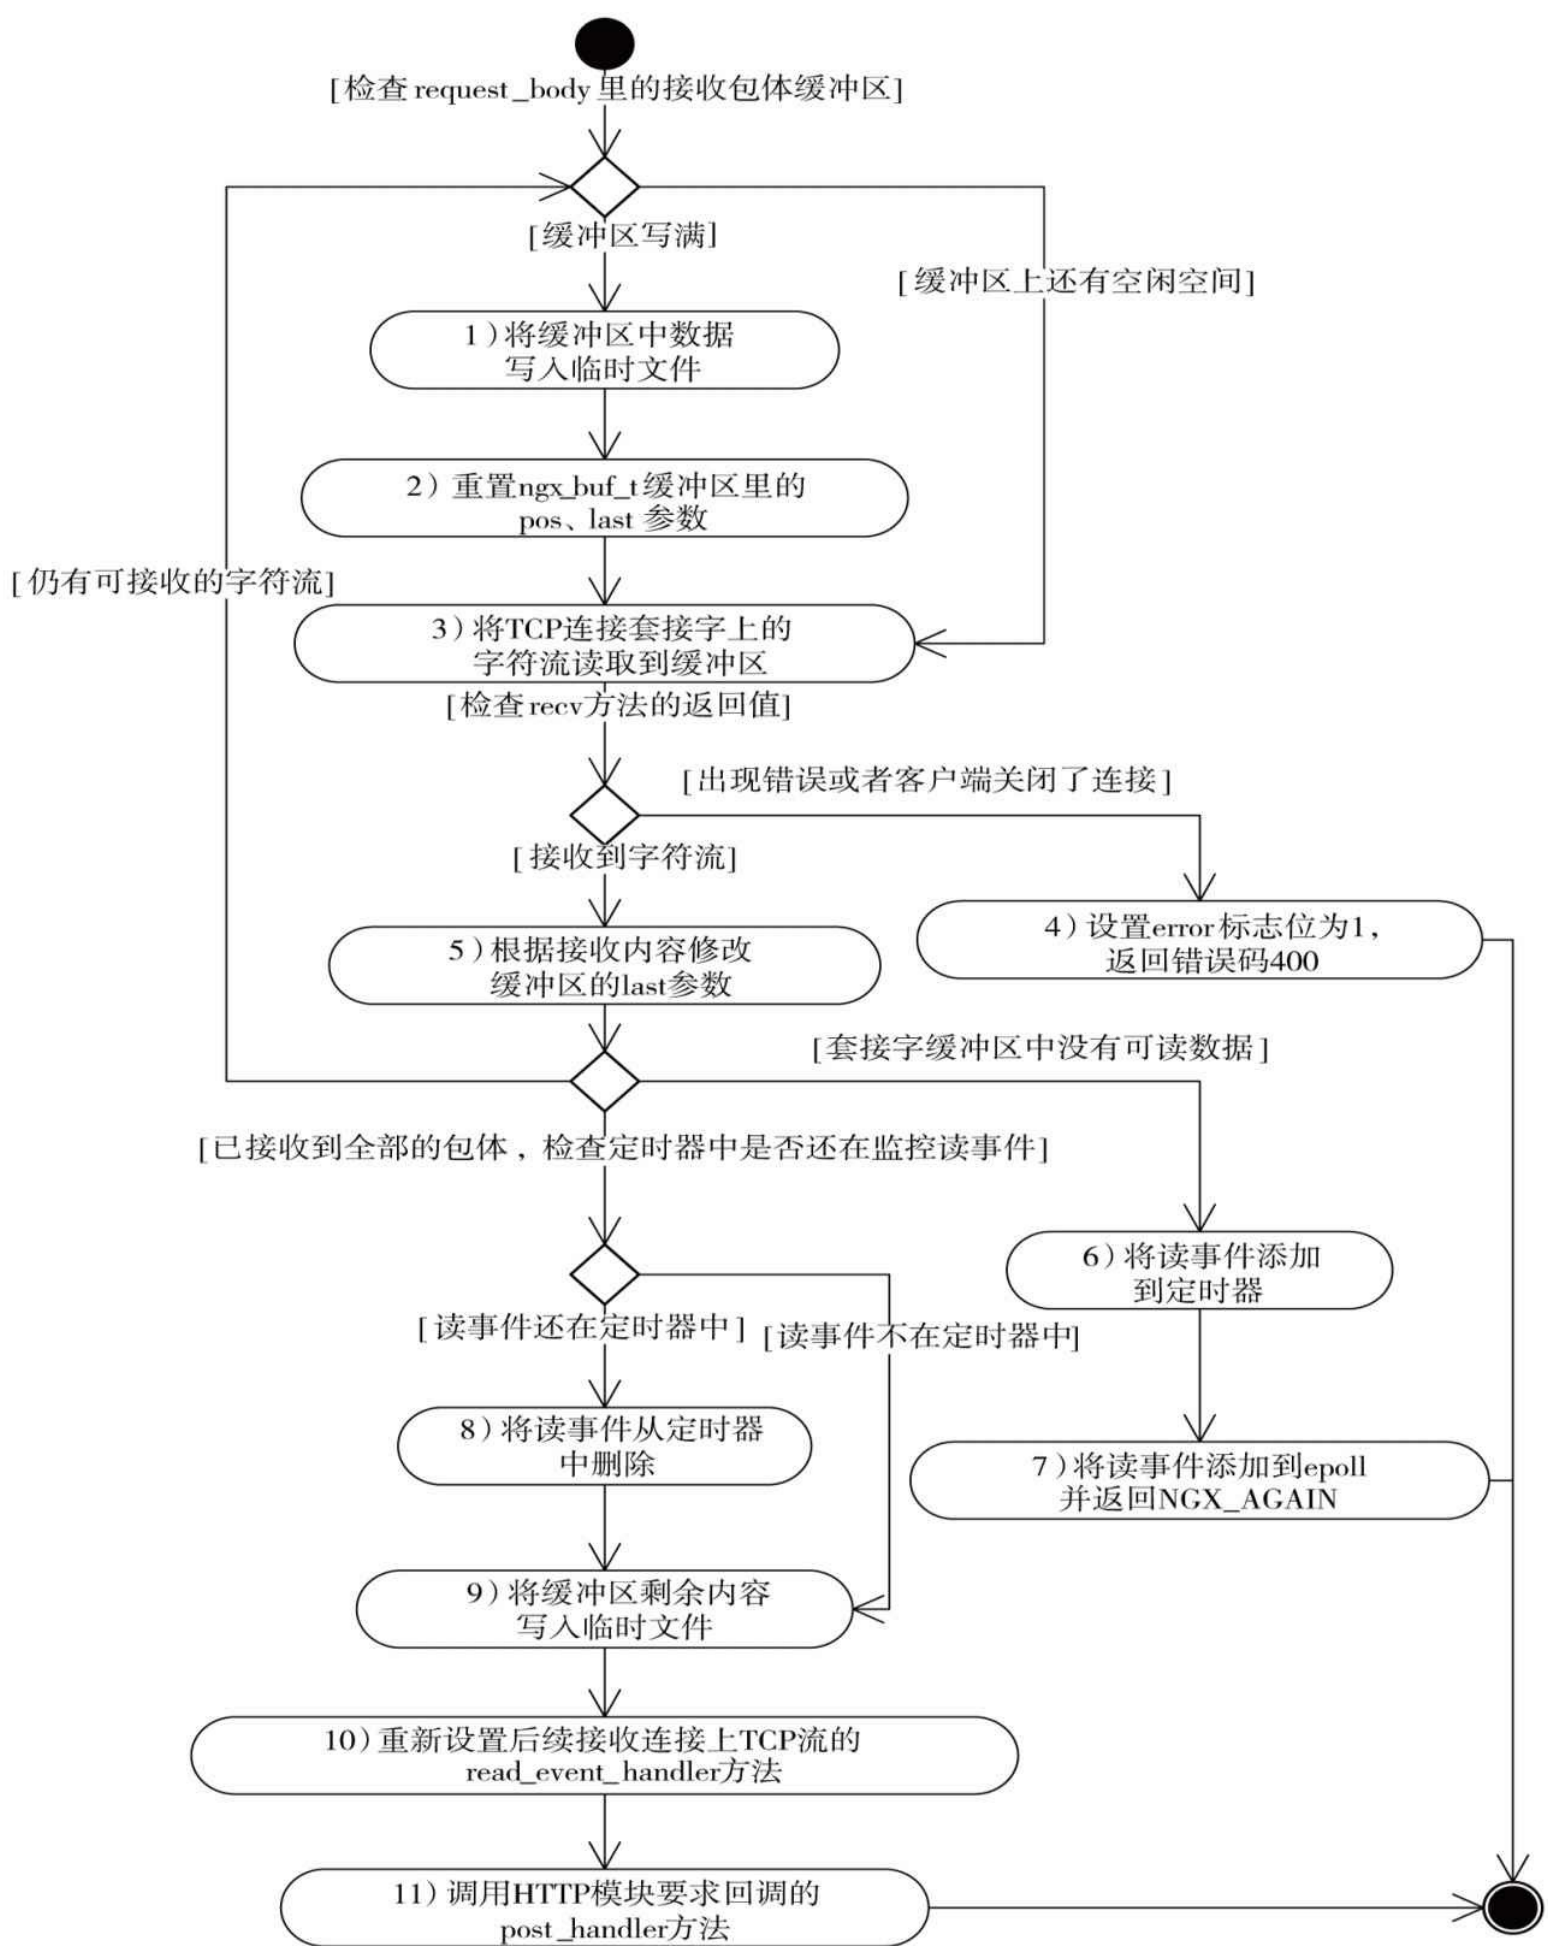 [检查request_body里的接收包体缓冲区]
[缓冲区写满]
[缓冲区上还有空闲空间]
1)将缓冲区中数据
写入临时文件
2)重置ngx_buf_t缓冲区里的
pos、last 参数
[仍有可接收的字符流]
3)将TCP连接套接字上的
字符流读取到缓冲区
[检查recv方法的返回值]
[出现错误或者客户端关闭了连接]
[接收到字符流]
4)设置error标志位为1,
返回错误码400
5)根据接收内容修改
缓冲区的last参数
[套接字缓冲区中没有可读数据]
[已接收到全部的包体,检查定时器中是否还在监控读事件]
6)将读事件添加
到定时器
[读事件还在定时器中]
[读事件不在定时器中]
8)将读事件从定时器
中删除
7)将读事件添加到epoll
并返回NGX_AGAIN
9)将缓冲区剩余内容
写入临时文件
10)重新设置后续接收连接上TCP流的
read_event_handler方法
11)调用HTTP模块要求回调的
post_handler方法